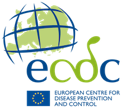 ecdc
EUROPEAN CENTRE FOR
DISEASE PREVENTION
AND CONTROL